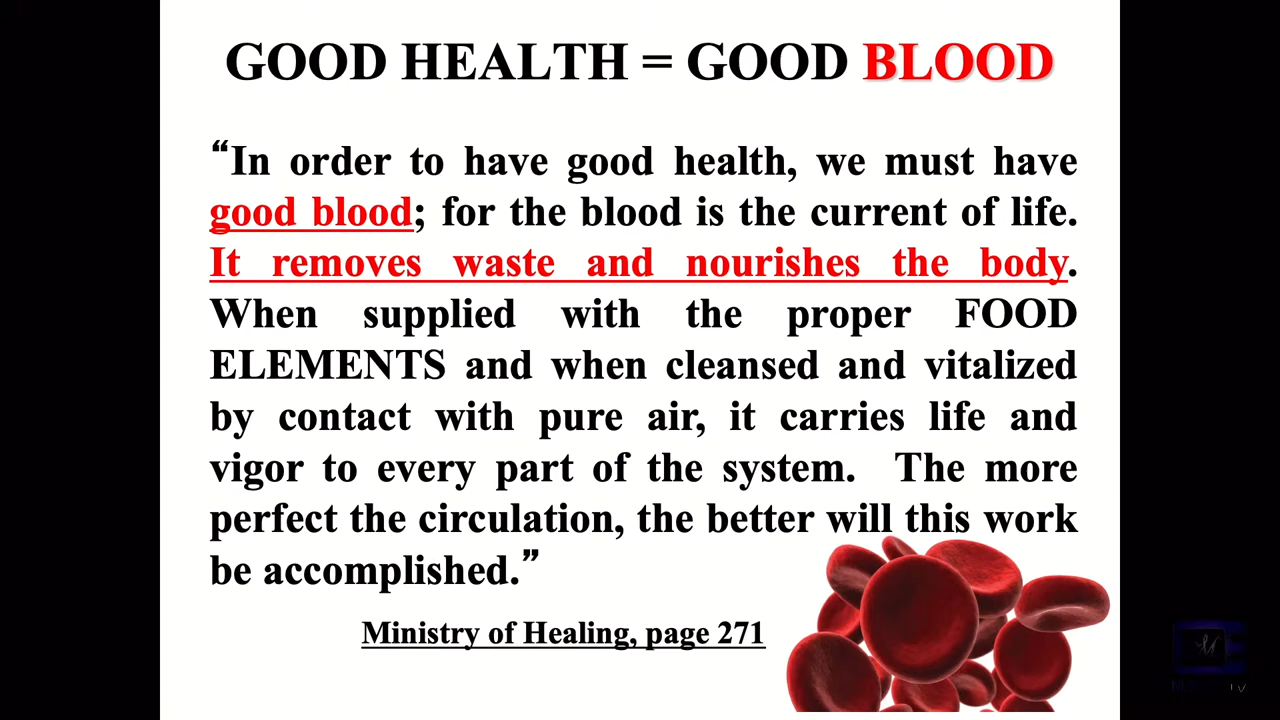 GOOD HEALTH = GOOD BLOOD
“In order to have good health, we must have
good blood; for the blood is the current of life.
It removes waste and nourishes the body.
When supplied with the proper FOOD
ELEMENTS and when cleansed and vitalized
by contact with pure air, it carries life and
vigor to every part of the system. The more
perfect the circulation, the better will this work
be accomplished.”
Ministry of Healing, page 271